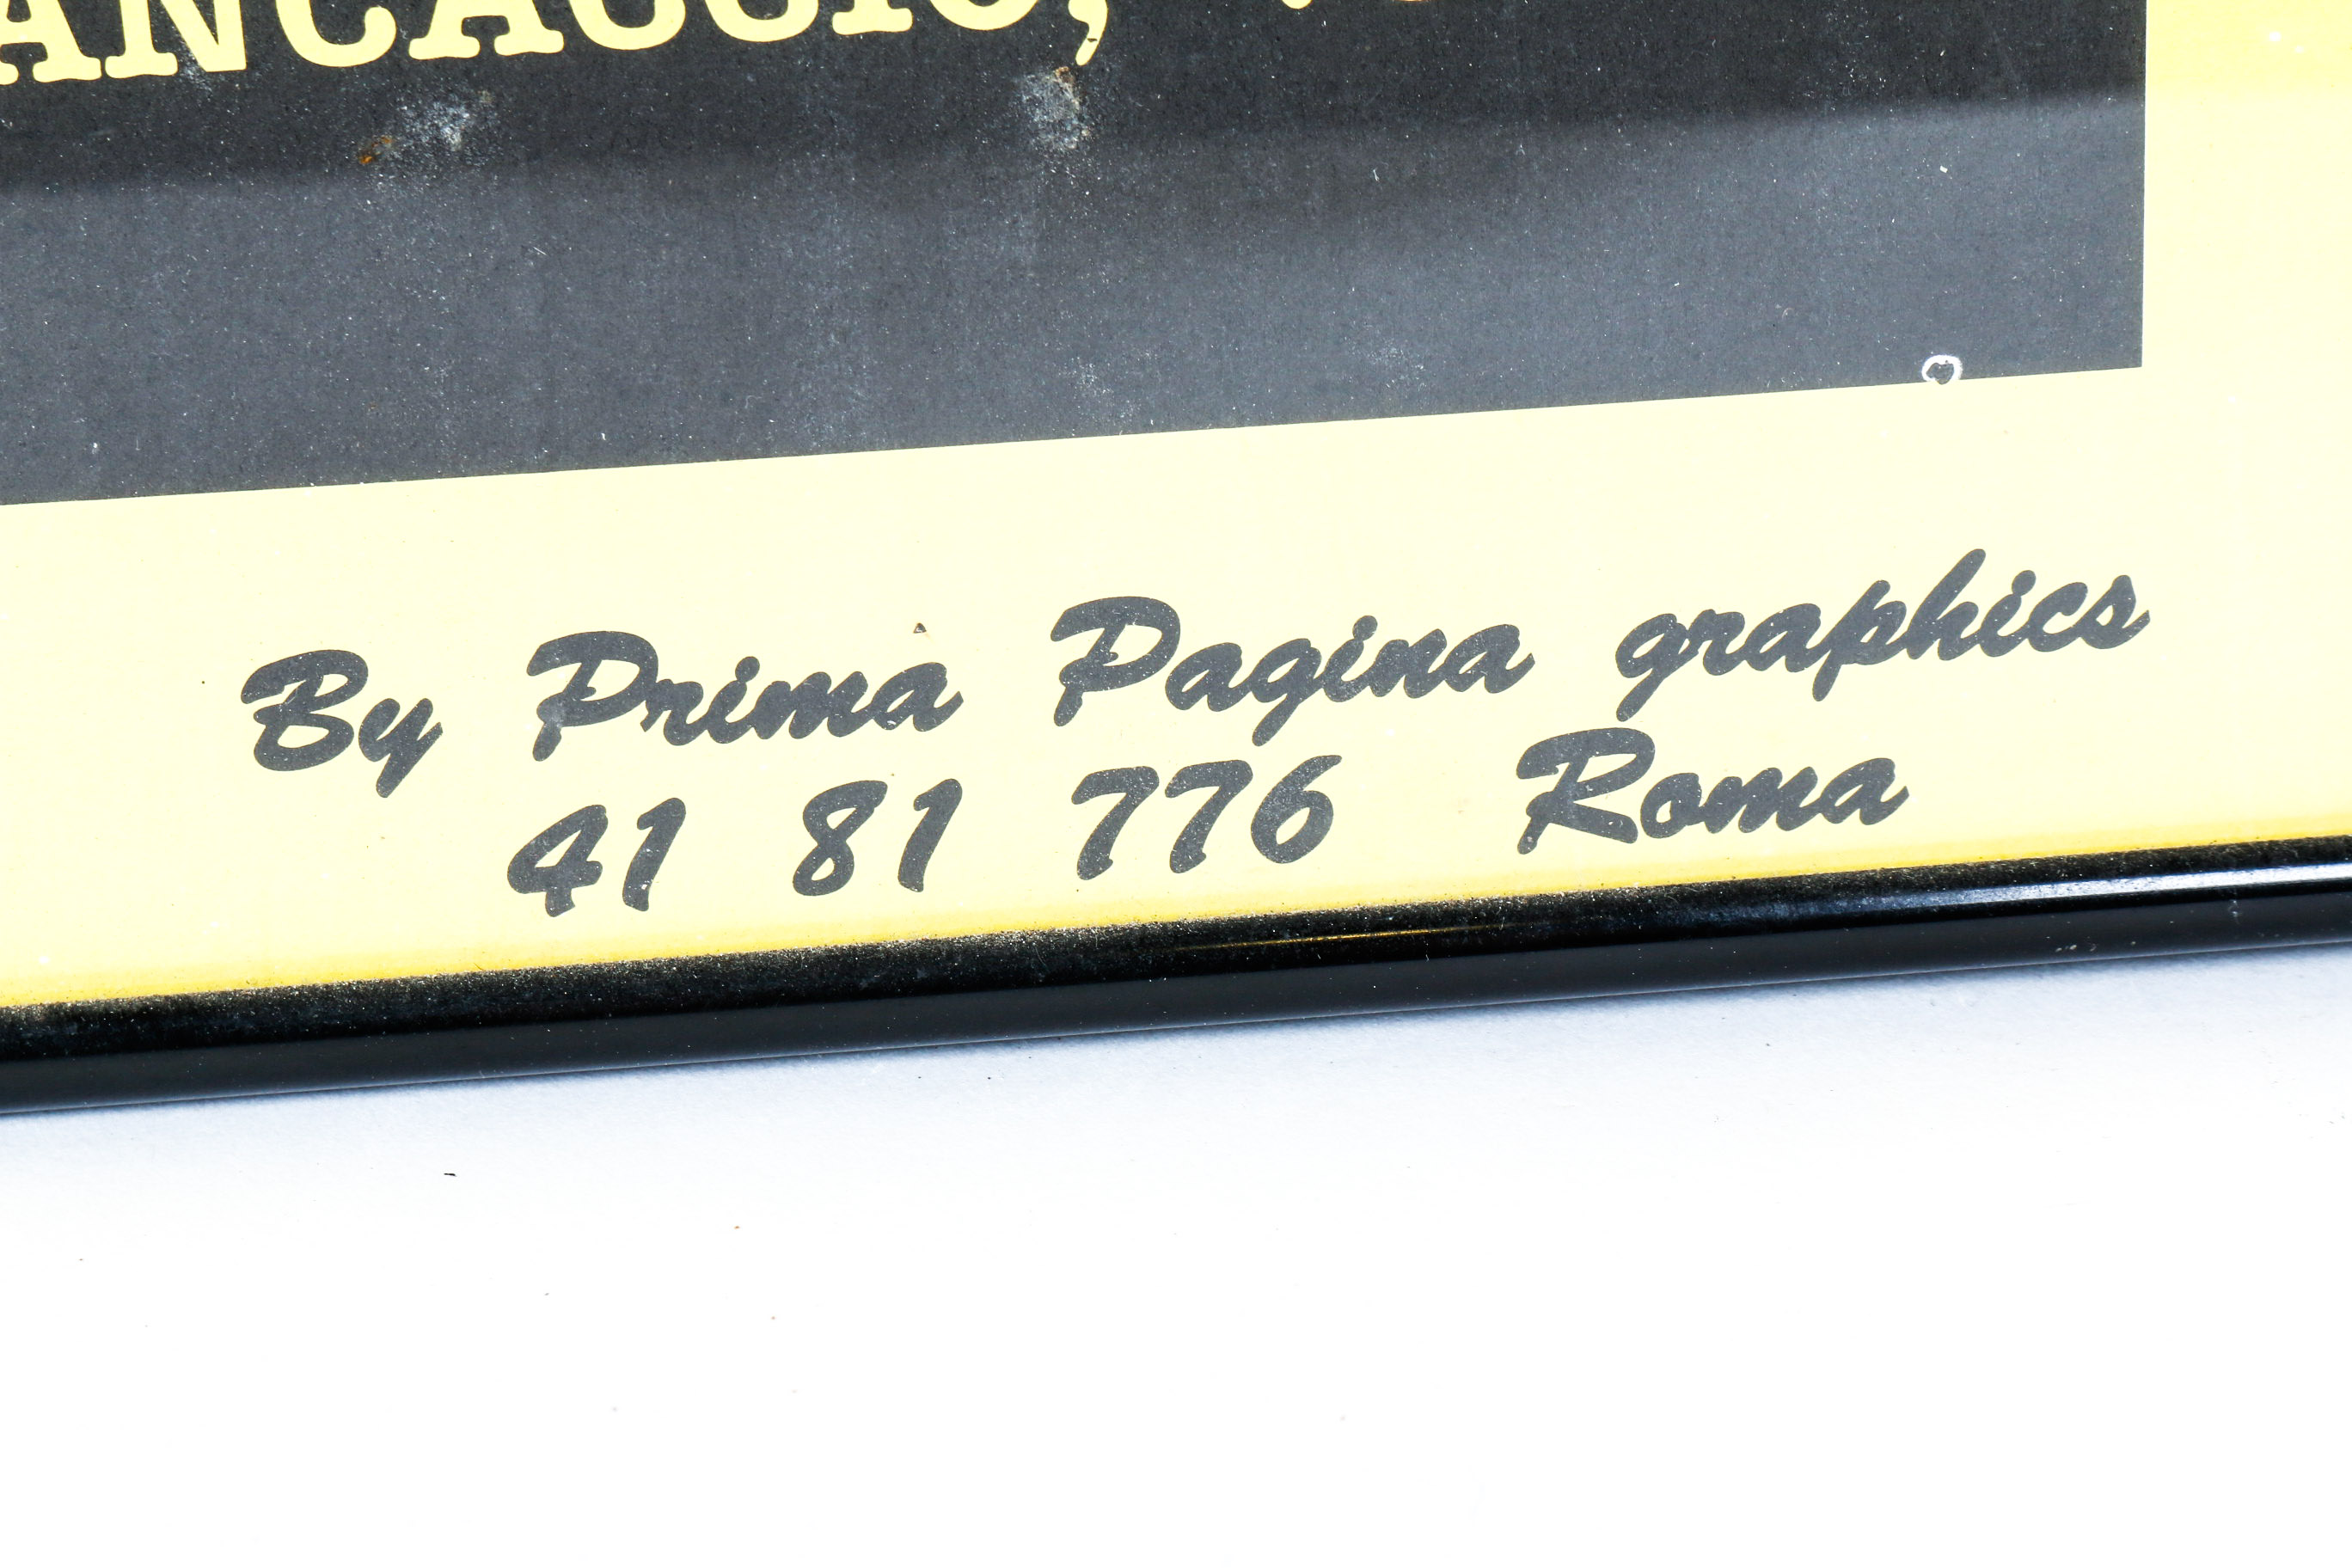 By Prima Pagina graphics
41 81 776 Roma